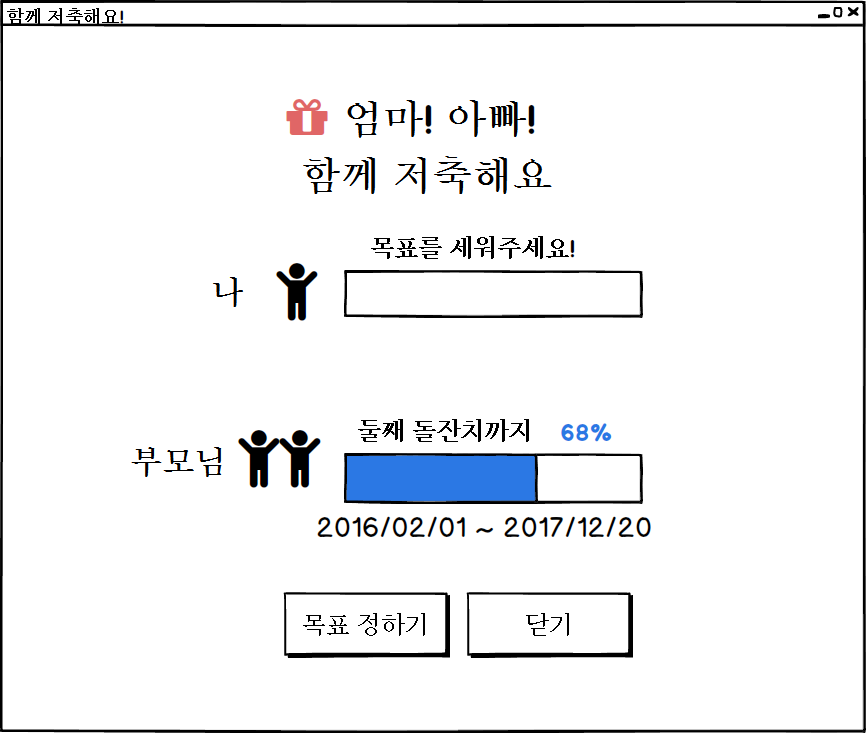 함께 저축해요!
엄마! 아빠!
함께 저축해요
목표를 세워주세요!
나
둘째 돌잔치까지 68%
부모님
2016/02/01 ~ 2017/12/20
목표 정하기 닫기